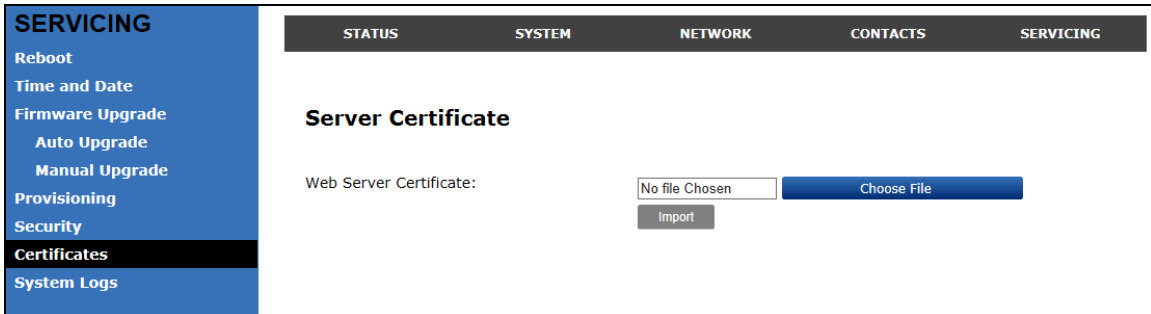 SERVICING
Reboot
Time and Date
Firmware Upgrade
Auto Upgrade
Manual Upgrade
Provisioning
Security
Certificates
System Logs
STATUS SYSTEM NETWORK CONTACTS SERVICING
Server Certificate
Web Server Certificate: No file Chosen Choose File
Import